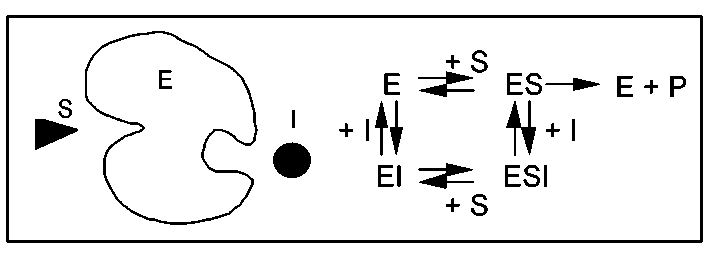 S
E
I
+ S
E ES E + P
+ I + I
EI ESI
+ S